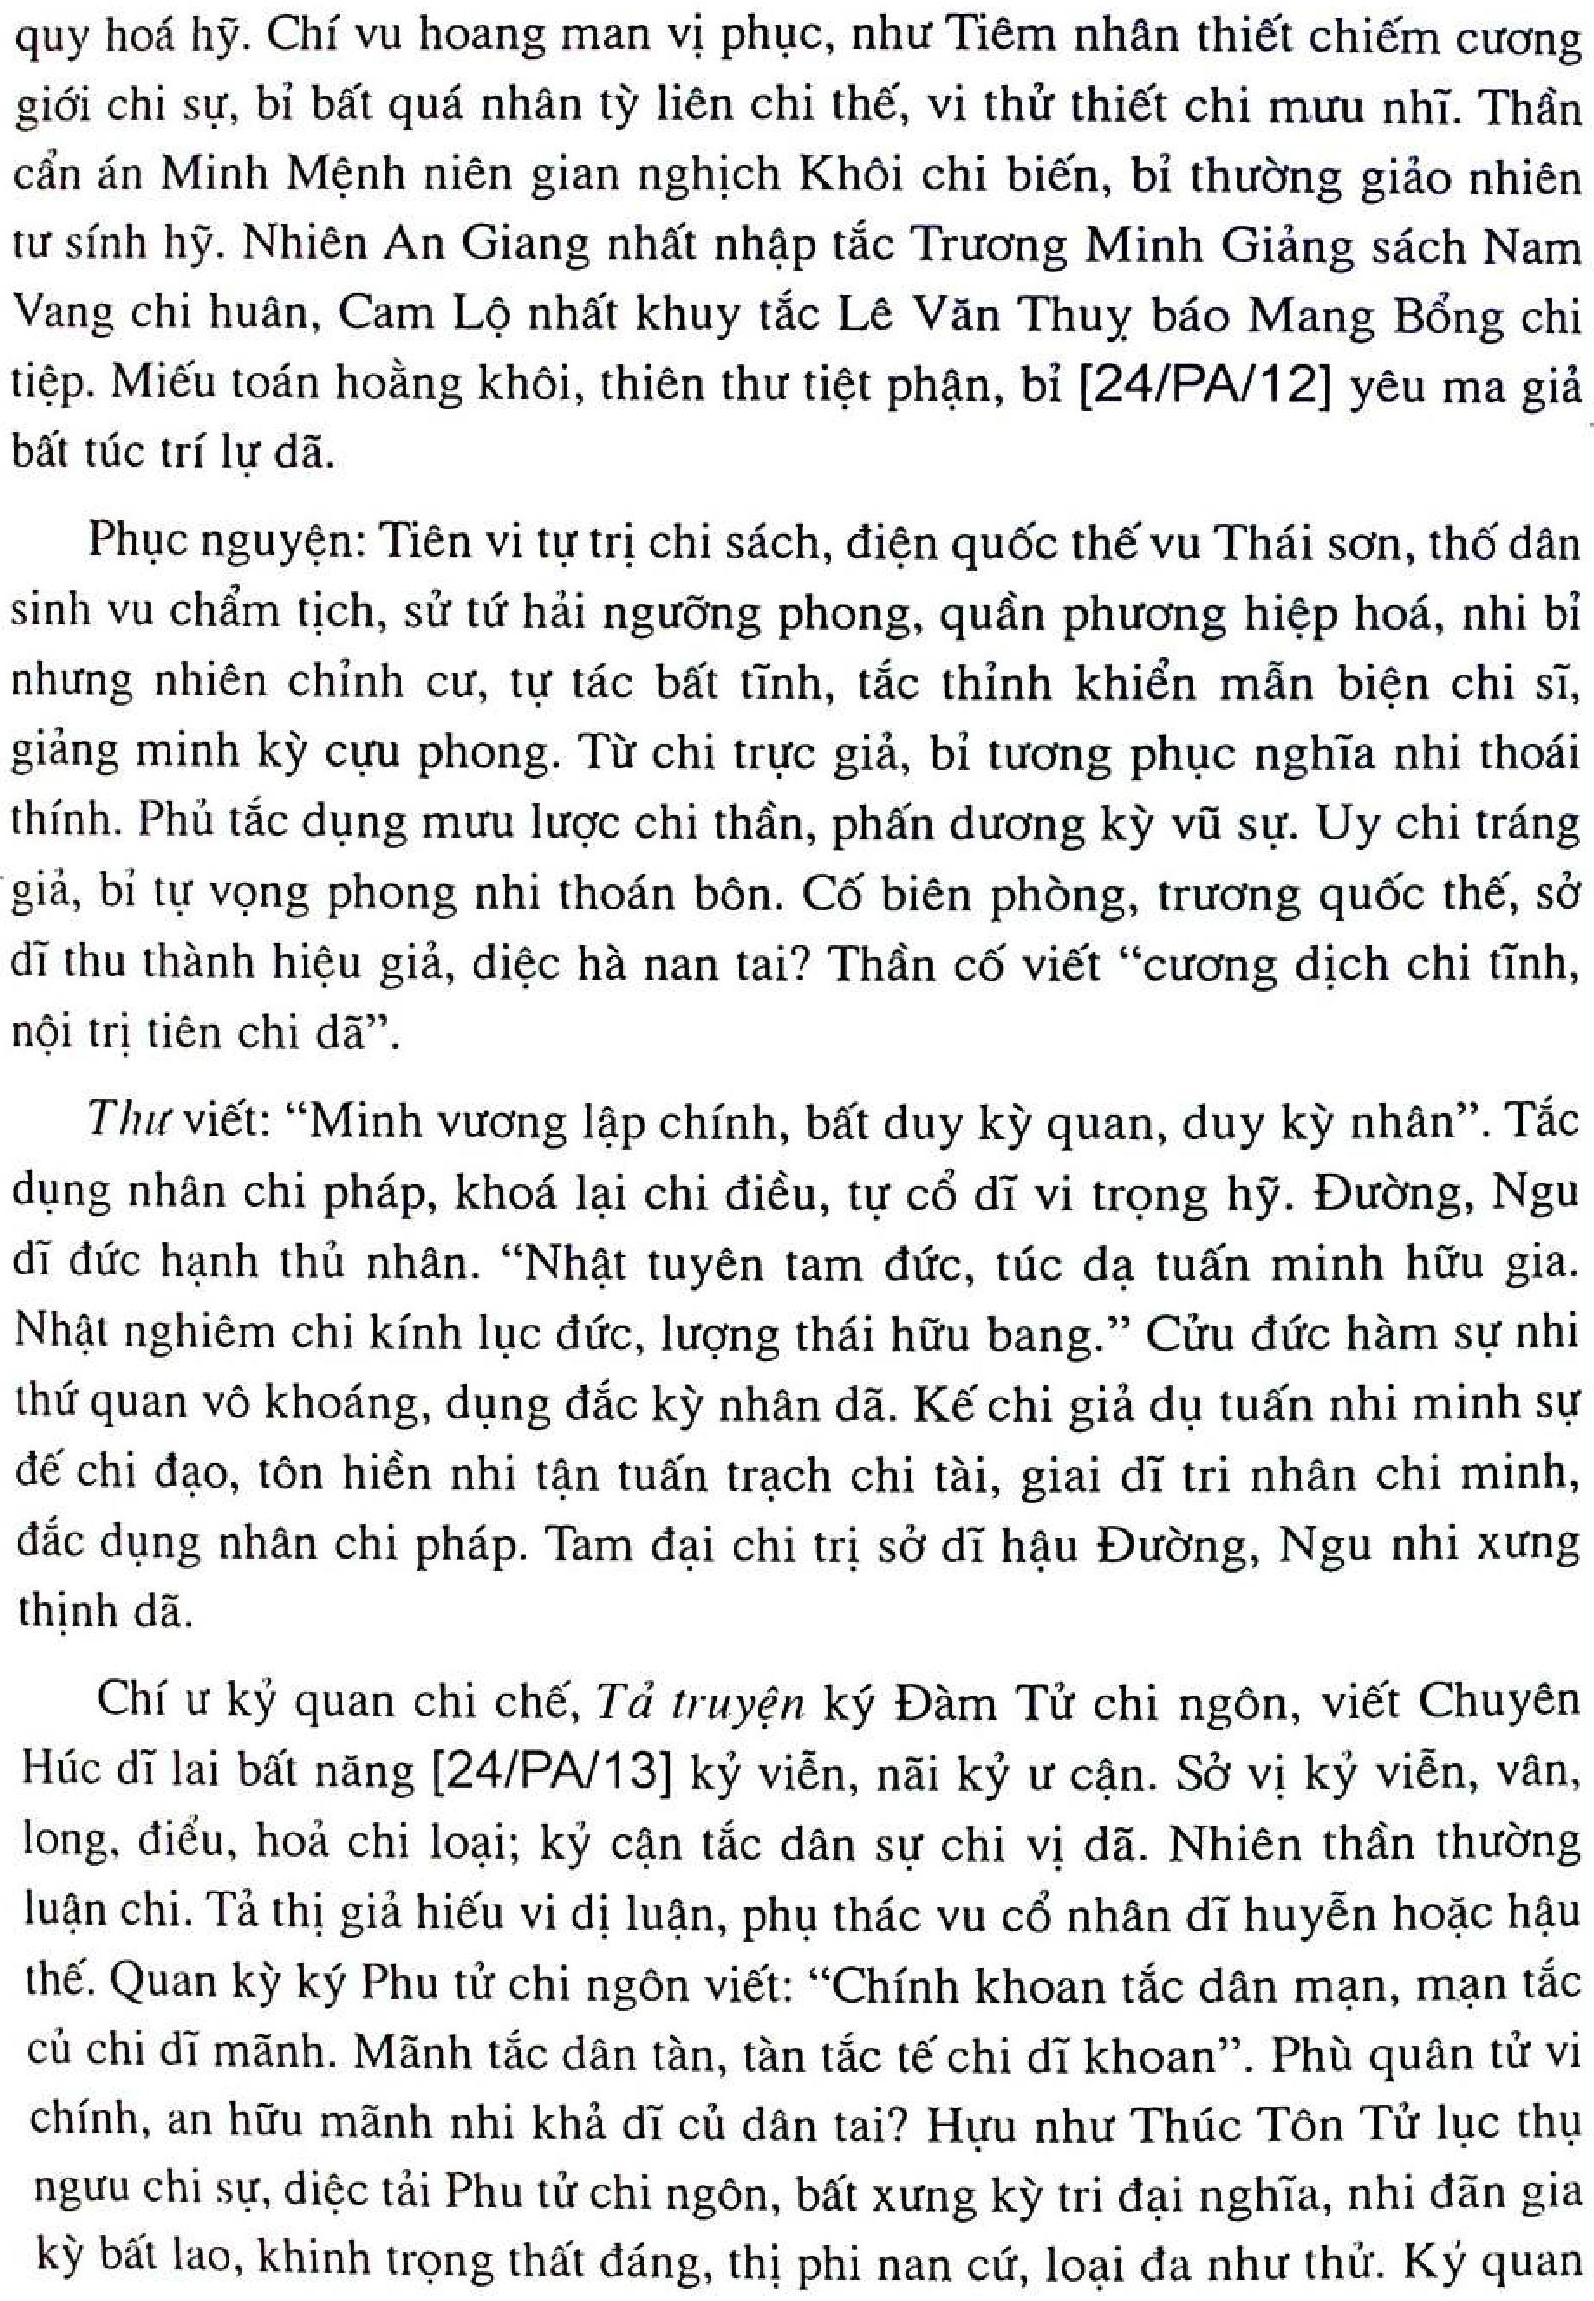 quy hoá hỹ. Chí vu hoang man vị phục, như Tiêm nhân thiết chiếm cương
giới chi sự, bỉ bất quá nhân tỳ liên chi thế, vi thử thiết chi mưu nhĩ. Thần
cẩn án Minh Mệnh niên gian nghịch Khôi chi biến, bỉ thường giảo nhiên
tư sính hỹ. Nhiên An Giang nhất nhập tắc Trương Minh Giảng sách Nam
Vang chi huân, Cam Lộ nhất khuy tắc Lê Văn Thuỵ báo Mang Bổng chi
tiệp. Miếu toán hoằng khôi, thiên thư tiệt phận, bỉ [24/PA/12] yêu ma giả
bất túc trí lự dã.
Phục nguyện: Tiên vi tự trị chi sách, điện quốc thế vu Thái sơn, thố dân
sinh vu chẩm tịch, sử tứ hải ngưỡng phong, quần phương hiệp hoá, nhi bỉ
nhưng nhiên chỉnh cư, tự tác bất tĩnh, tắc thỉnh khiển mẫn biện chi sĩ,
giảng minh kỳ cựu phong. Từ chi trực giả, bỉ tương phục nghĩa nhi thoái
thính. Phủ tắc dụng mưu lược chi thần, phấn dương kỳ vũ sự. Uy chi tráng
giả, bỉ tự vọng phong nhi thoán bôn. Cố biên phòng, trương quốc thế, sở
dĩ thu thành hiệu giả, diệc hà nan tai? Thần cố viết “cương dịch chi tĩnh,
nội trị tiên chi dã”.
Thư viết: “Minh vương lập chính, bất duy kỳ quan, duy kỳ nhân”. Tắc
dụng nhân chi pháp, khoá lại chi điều, tự cổ dĩ vi trọng hỹ. Đường, Ngu
dĩ đức hạnh thủ nhân. “Nhật tuyên tam đức, túc dạ tuấn minh hữu gia.
Nhật nghiêm chi kính lục đức, lượng thái hữu bang.” Cửu đức hàm sự nhi
thứ quan vô khoáng, dụng đắc kỳ nhân dã. Kế chi giả dụ tuấn nhi minh sự
đế chi đạo, tôn hiền nhi tận tuấn trạch chi tài, giai dĩ tri nhân chi minh,
đắc dụng nhân chi pháp. Tam đại chi trị sở dĩ hậu Đường, Ngu nhi xưng
thịnh dã.
Chí ư kỷ quan chi chế, Tả truyện ký Đàm Tử chi ngôn, viết Chuyên
Húc dĩ lai bất năng [24/PA/13] kỷ viễn, nãi kỷ ư cận. Sở vị kỷ viễn, vân,
long, điểu, hoả chi loại; kỷ cận tắc dân sự chi vị dã. Nhiên thần thường
luận chi. Tả thị giả hiếu vi dị luận, phụ thác vu cổ nhân dĩ huyễn hoặc hậu
thế. Quan kỳ ký Phu tử chi ngôn viết: “Chính khoan tắc dân mạn, mạn tắc
củ chi dĩ mãnh. Mãnh tắc dân tàn, tàn tắc tế chi dĩ khoan”. Phù quân tử vi
chính, an hữu mãnh nhi khả dĩ củ dân tai? Hựu như Thúc Tôn Tử lục thụ
ngưu chi sự, diệc tải Phu tử chi ngôn, bất xưng kỳ tri đại nghĩa, nhi đãn gia
kỳ bất lao, khinh trọng thất đáng, thị phi nan cứ, loại đa như thử. Kỷ quan